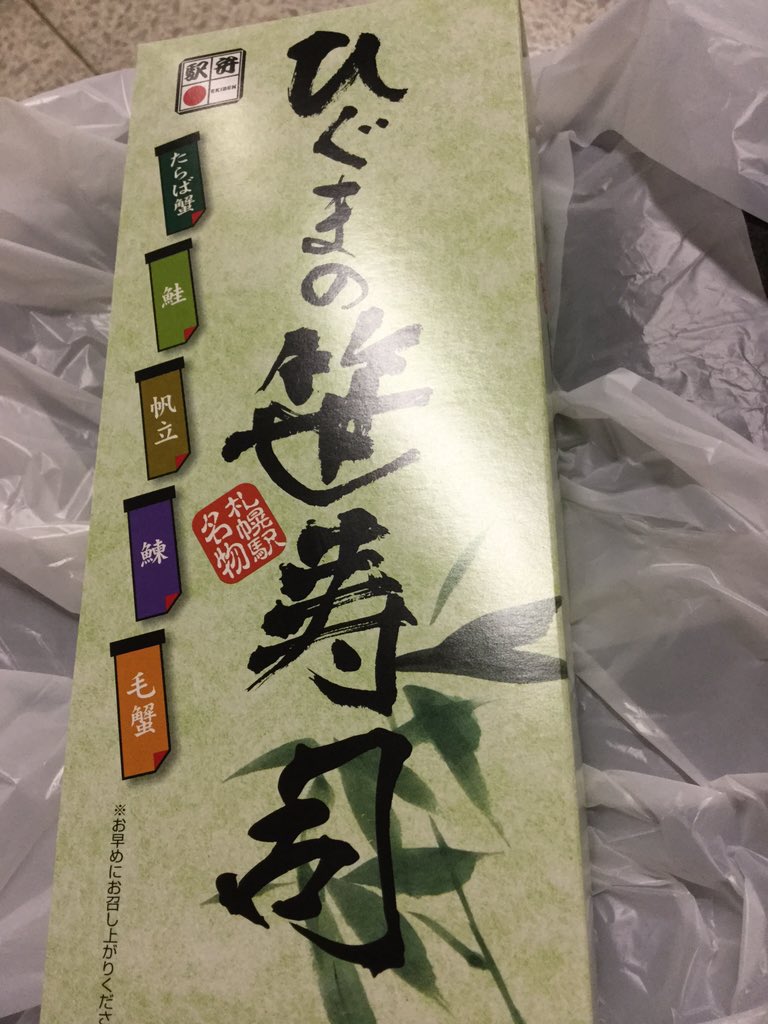 駅弁
EKIBEN
ひぐまの笹寿司
札幌駅
名物
たらば蟹
鮭
帆立
鰊
毛蟹
※お早めにお召し上がりくださ